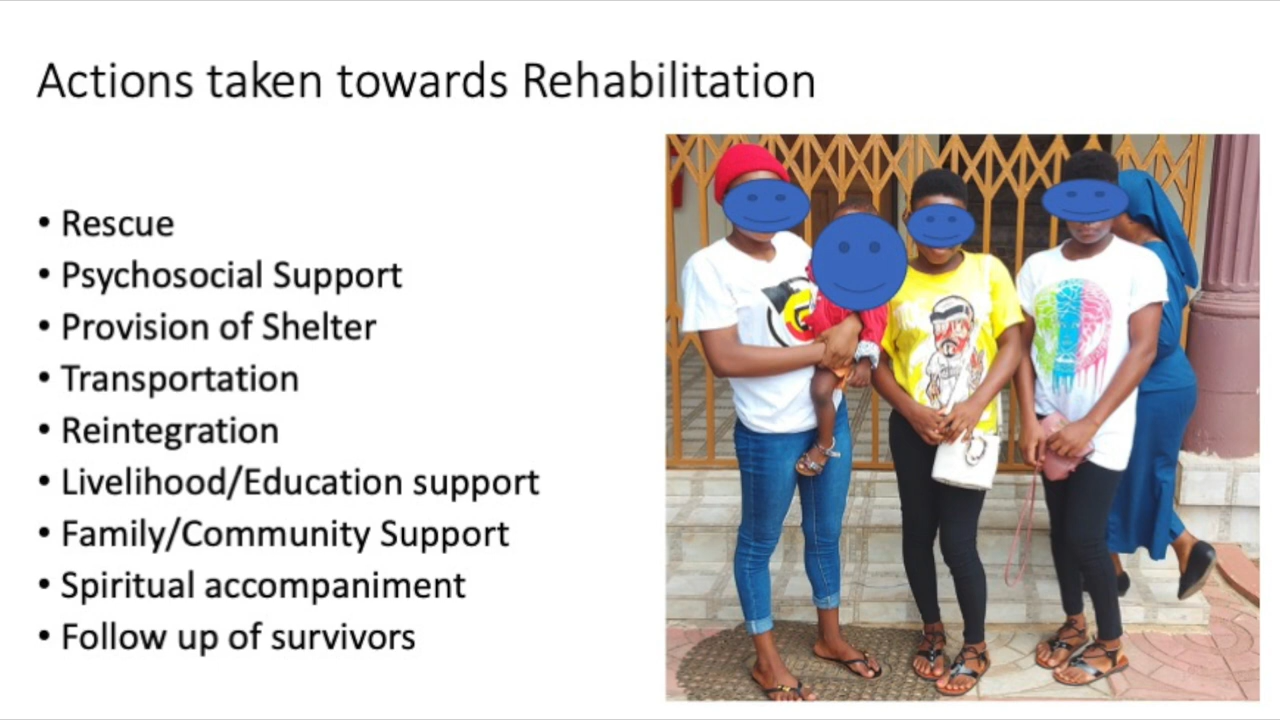 Actions taken towards Rehabilitation
• Rescue
• Psychosocial Support
• Provision of Shelter
• Transportation
• Reintegration
• Livelihood/Education support
• Family/Community Support
• Spiritual accompaniment
• Follow up of survivors